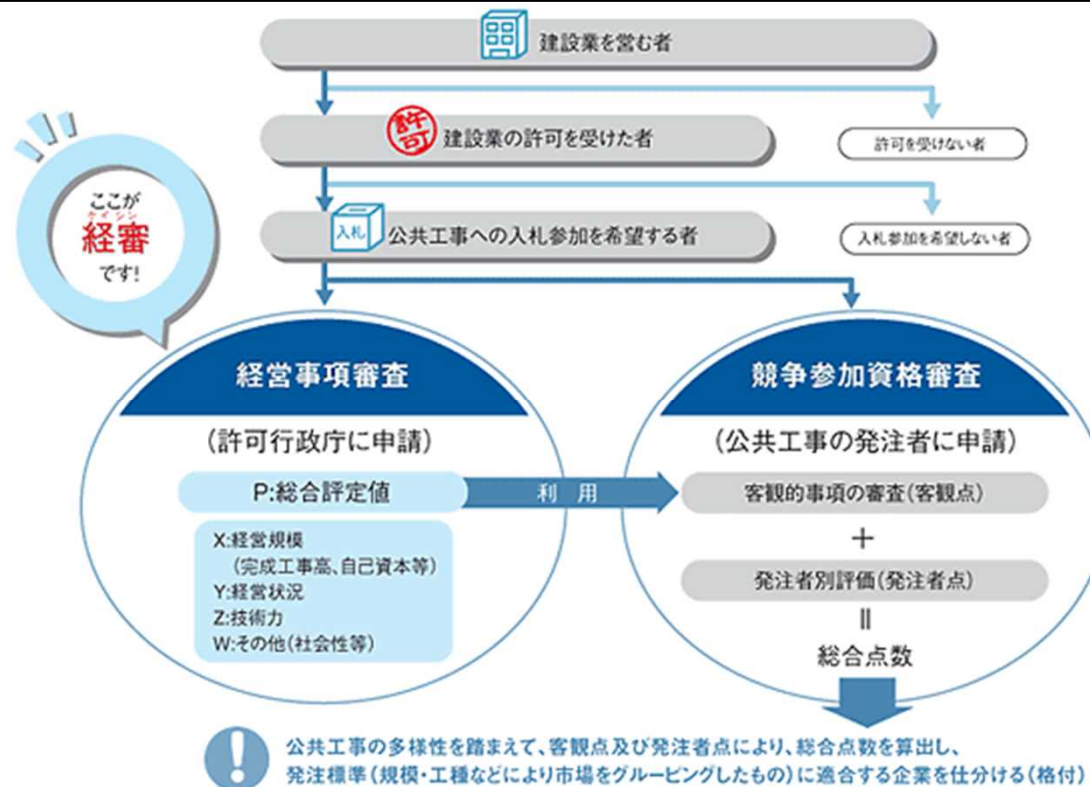 建設業を営む者
許可
建設業の許可を受けた者
許可を受けない者
ここが
ケイシン
経審
です!
入札
公共工事への入札参加を希望する者
入札参加を希望しない者
経営事項審査
(許可行政庁に申請)
P:総合評定値
X:経営規模
(完成工事高、自己資本等)
Y:経営状況
Z:技術力
W:その他(社会性等)
利用
競争参加資格審査
(公共工事の発注者に申請)
客観的事項の審査(客観点)
+
発注者別評価(発注者点)
=
総合点数
!
公共工事の多様性を踏まえて、客観点及び発注者点により、総合点数を算出し、
発注標準(規模・工種などにより市場をグルーピングしたもの)に適合する企業を仕分ける(格付)